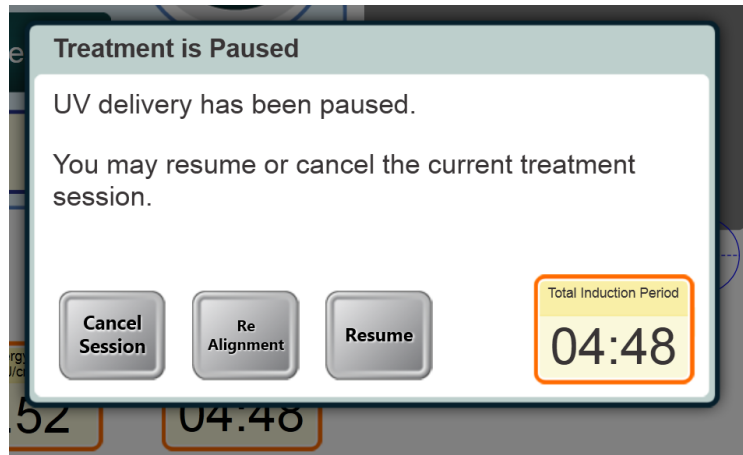 Treatment is Paused
UV delivery has been paused.
You may resume or cancel the current treatment
session.
Total Induction Period
Cancel
Session
Re
Alignment
Resume
04:48
.52
04:48